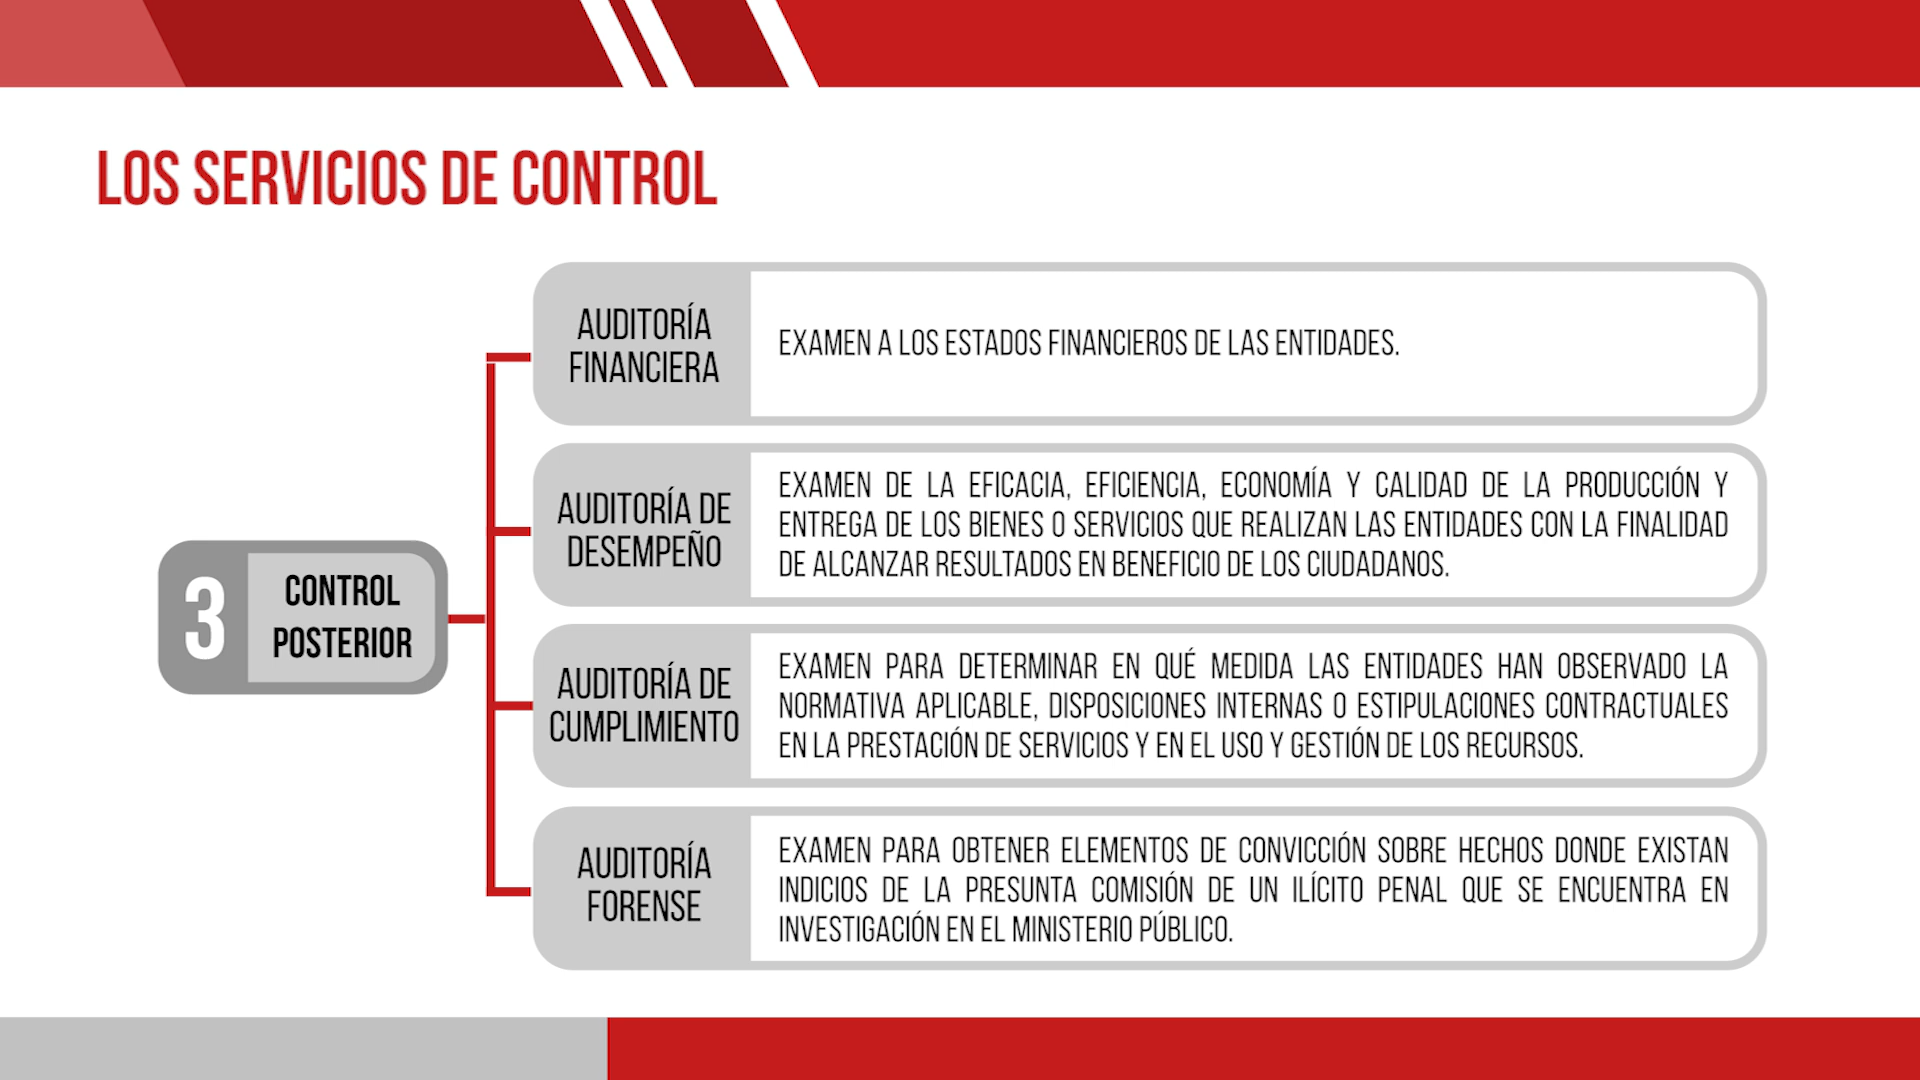 LOS SERVICIOS DE CONTROL
3
CONTROL
POSTERIOR
AUDITORÍA
FINANCIERA
EXAMEN A LOS ESTADOS FINANCIEROS DE LAS ENTIDADES.
AUDITORÍA DE
DESEMPEÑO
EXAMEN DE LA EFICACIA, EFICIENCIA, ECONOMÍA Y CALIDAD DE LA PRODUCCIÓN Y
ENTREGA DE LOS BIENES O SERVICIOS QUE REALIZAN LAS ENTIDADES CON LA FINALIDAD
DE ALCANZAR RESULTADOS EN BENEFICIO DE LOS CIUDADANOS.
AUDITORÍA DE
CUMPLIMIENTO
EXAMEN PARA DETERMINAR EN QUÉ MEDIDA LAS ENTIDADES HAN OBSERVADO LA
NORMATIVA APLICABLE, DISPOSICIONES INTERNAS O ESTIPULACIONES CONTRACTUALES
EN LA PRESTACIÓN DE SERVICIOS Y EN EL USO Y GESTIÓN DE LOS RECURSOS.
AUDITORÍA
FORENSE
EXAMEN PARA OBTENER ELEMENTOS DE CONVICCIÓN SOBRE HECHOS DONDE EXISTAN
INDICIOS DE LA PRESUNTA COMISIÓN DE UN ILÍCITO PENAL QUE SE ENCUENTRA EN
INVESTIGACIÓN EN EL MINISTERIO PÚBLICO.